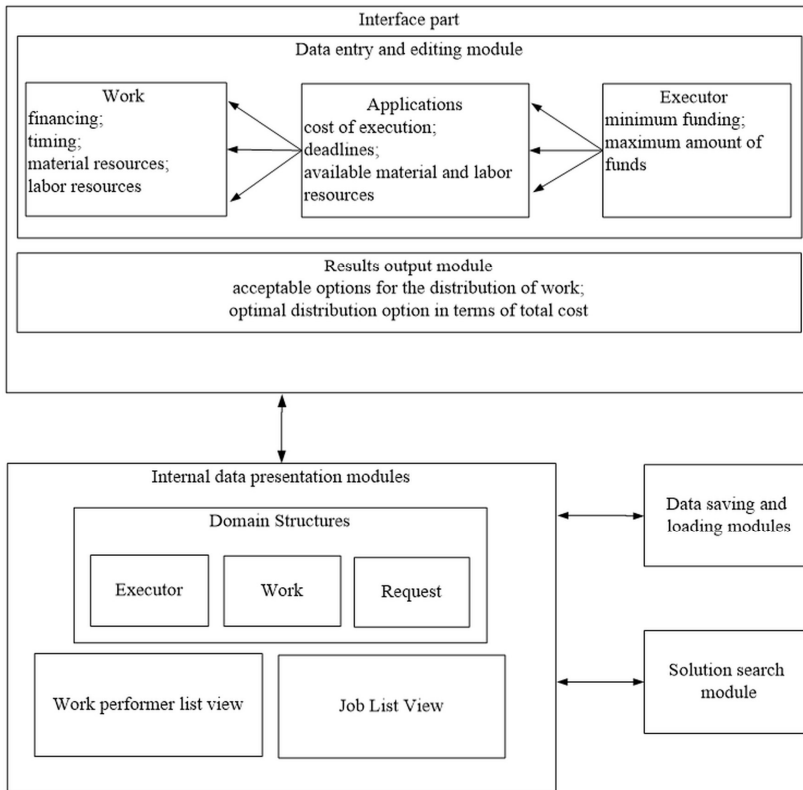 Interface part
Data entry and editing module
Work
financing;
timing;
material resources;
labor resources
Applications
cost of execution;
deadlines;
available material and labor
resources
Executor
minimum funding;
maximum amount of
funds
Results output module
acceptable options for the distribution of work;
optimal distribution option in terms of total cost
Internal data presentation modules
Domain Structures
Executor
Work
Request
Work performer list view
Job List View
Data saving and
loading modules
Solution search
module